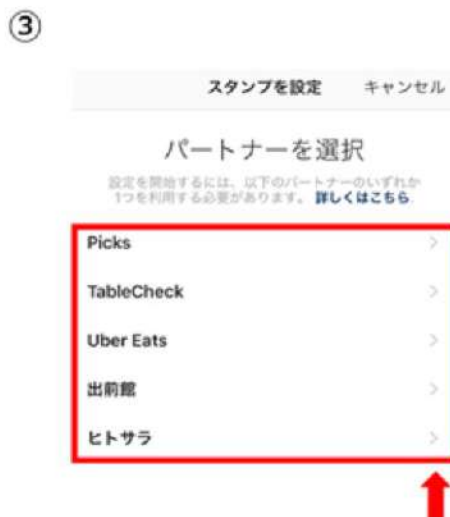 ③
スタンプを設定 キャンセル
パートナーを選択
設定を開始するには、以下のパートナーのいずれか
1つを利用する必要があります。詳しくはこちら
Picks
TableCheck
Uber Eats
出前館
ヒトサラ